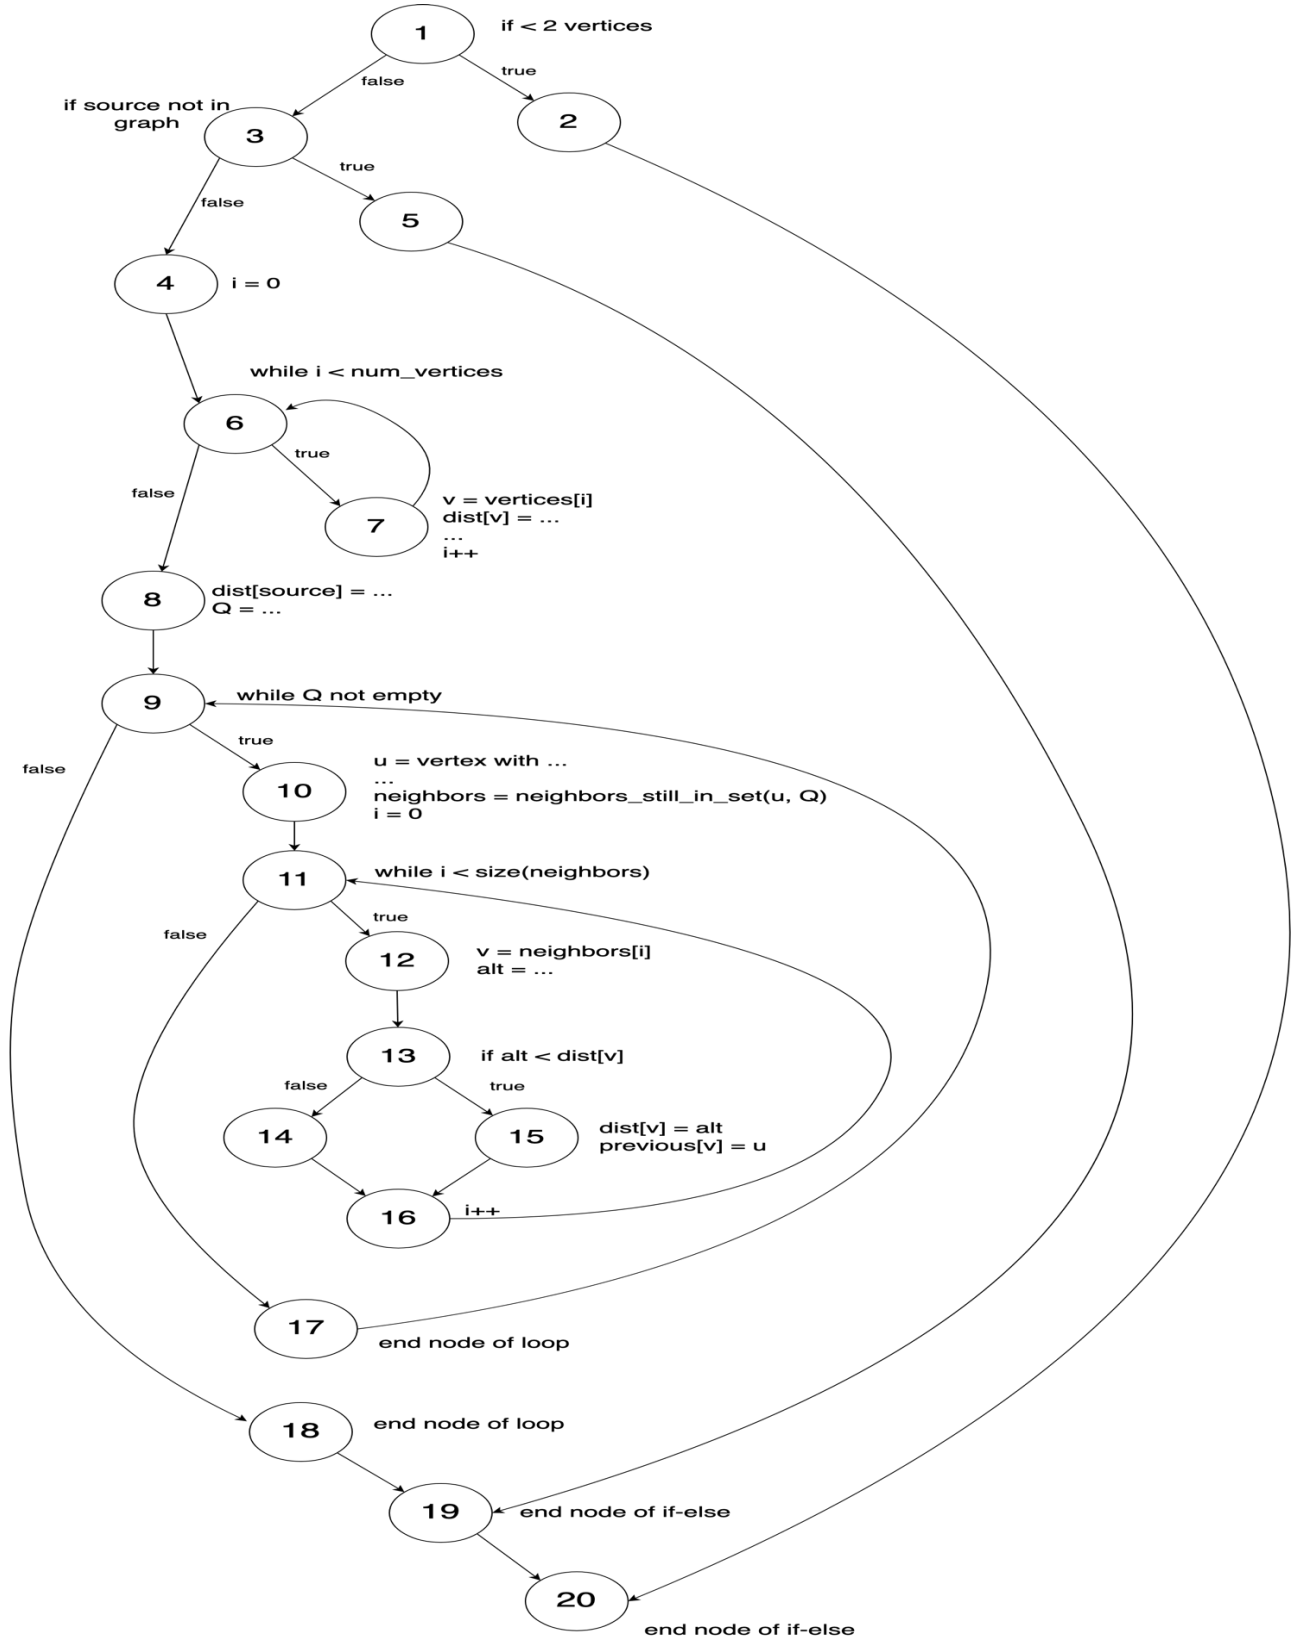 1
if < 2 vertices
false
true
if source not in
graph
3
2
true
false
5
4
i = 0
while i < num_vertices
6
true
false
7
v = vertices[i]
dist[v] = ...
...
i++
8
dist[source] = ...
Q = ...
9
while Q not empty
true
false
10
u = vertex with ...
...
neighbors = neighbors_still_in_set(u, Q)
i = 0
11
while i < size(neighbors)
true
false
12
v = neighbors[i]
alt = ...
13
if alt < dist[v]
false
true
14
15
dist[v] = alt
previous[v] = u
16
i++
17
end node of loop
18
end node of loop
19
end node of if-else
20
end node of if-else